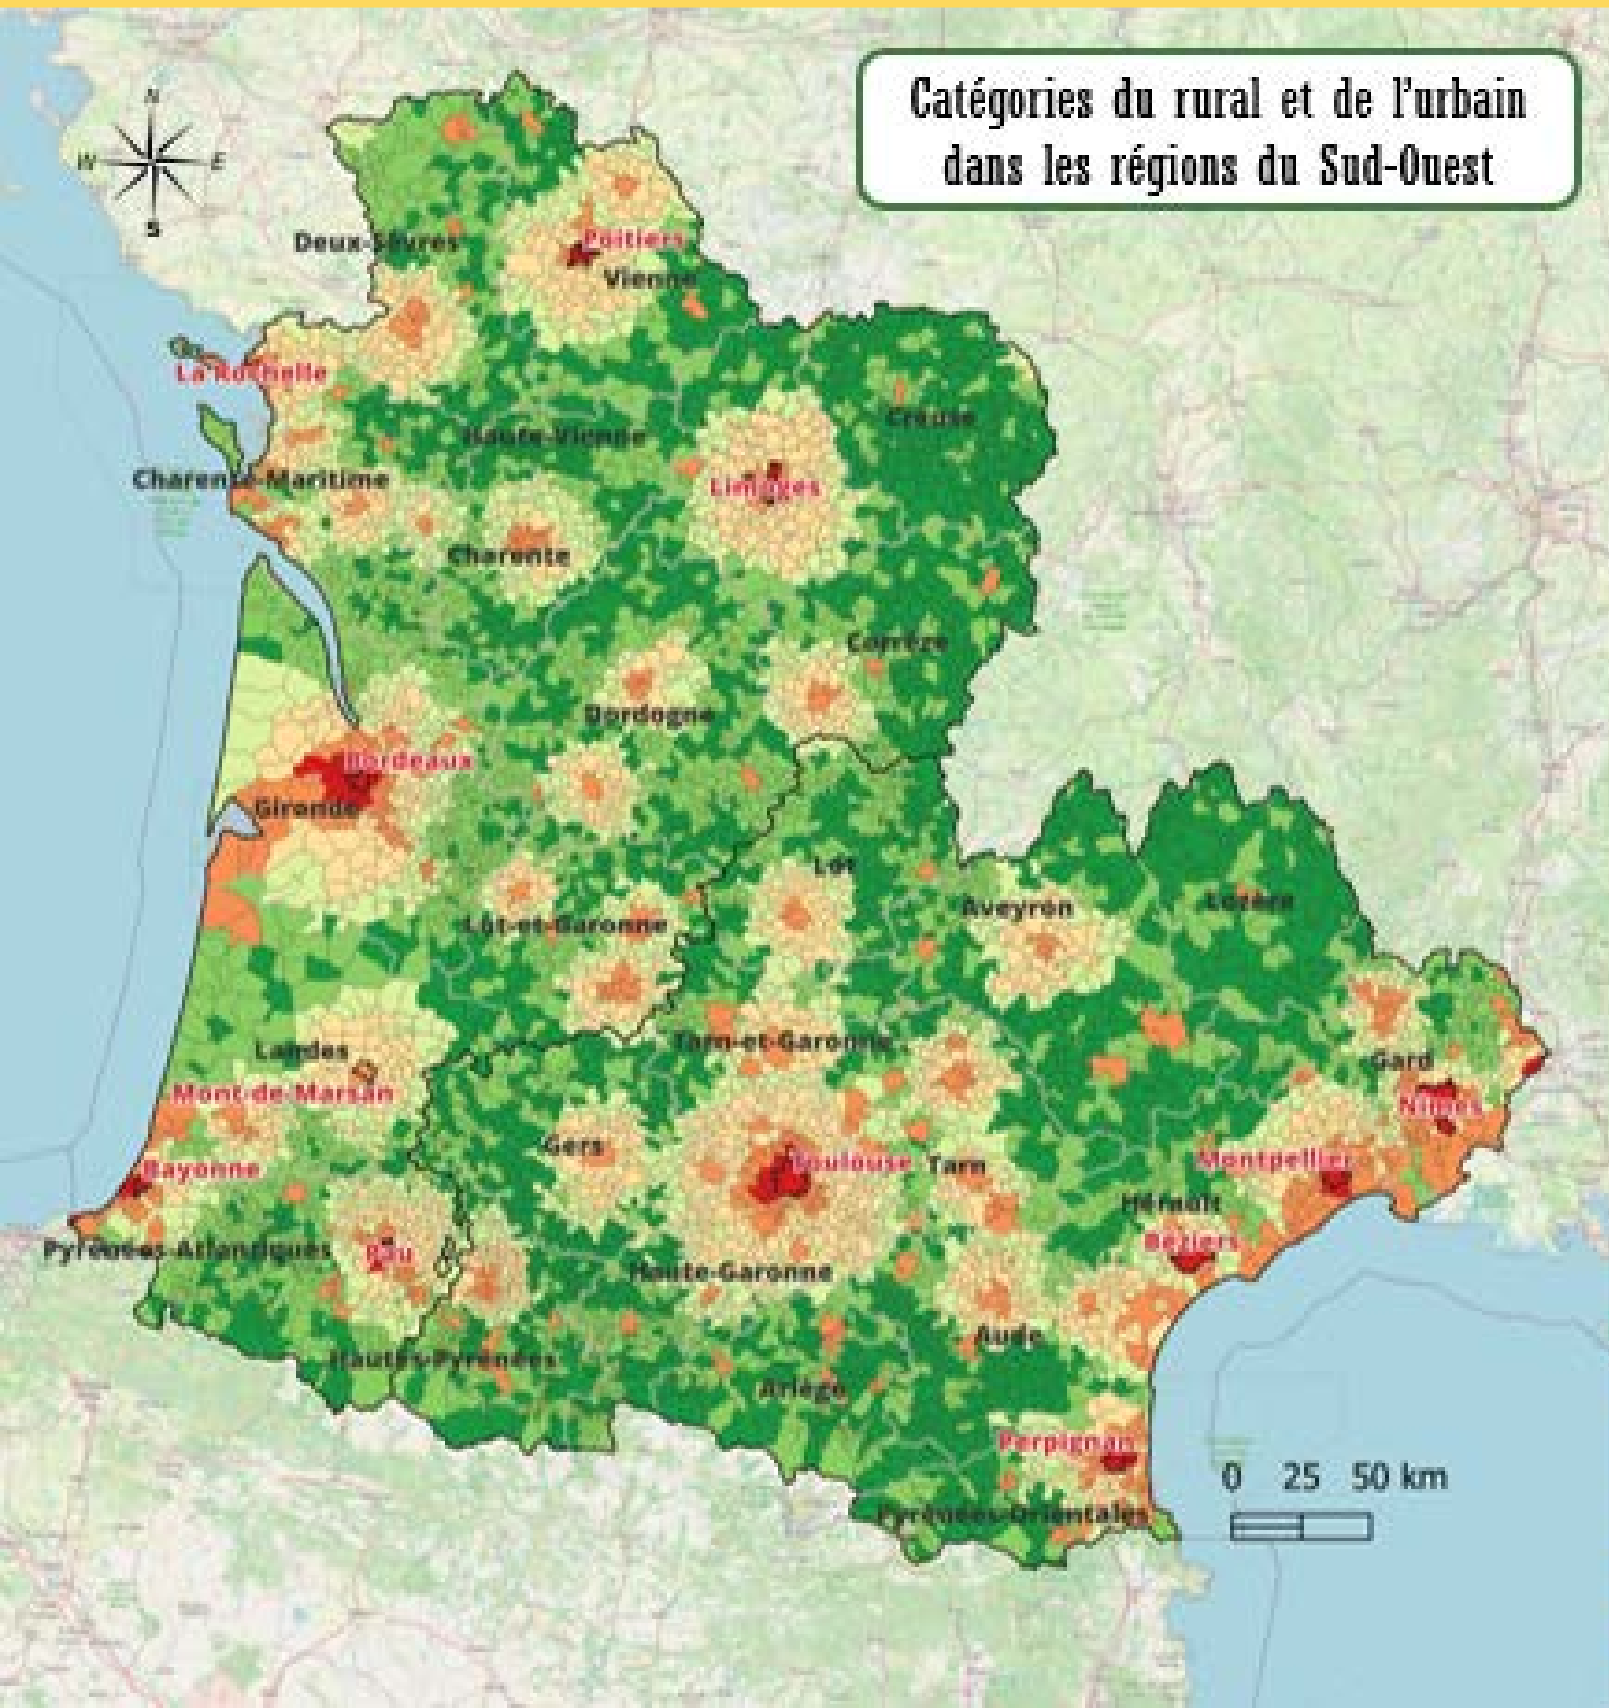 Catégories du rural et de l'urbain
dans les régions du Sud-Ouest
N
W
E
S
Deux-Sèvres
Poitiers
Vienne
La Rochelle
Creuse
Haute-Vienne
Charente-Maritime
Limoges
Charente
Corrèze
Dordogne
Bordeaux
Gironde
Lot
Aveyron
Lozère
Lot-et-Garonne
Tarn-et-Garonne
Landes
Gard
Mont-de-Marsan
Nîmes
Gers
Bayonne
Toulouse
Tarn
Montpellier
Hérault
Béziers
Pyrénées-Atlantiques
Pau
Haute-Garonne
Aude
Hautes-Pyrénées
Ariège
Perpignan
0 25 50 km
Pyrénées-Orientales